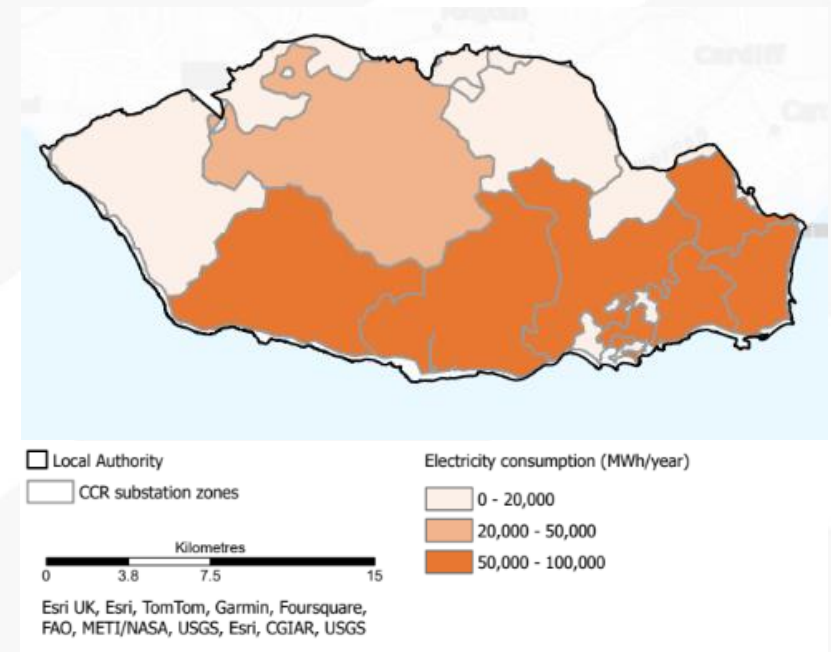 Cardiff
Local Authority
CCR substation zones
Kilometres
0 3.8 7.5 15
Esri UK, Esri, TomTom, Garmin, Foursquare,
FAO, METI/NASA, USGS, Esri, CGIAR, USGS
Electricity consumption (MWh/year)
0 - 20,000
20,000 - 50,000
50,000 - 100,000